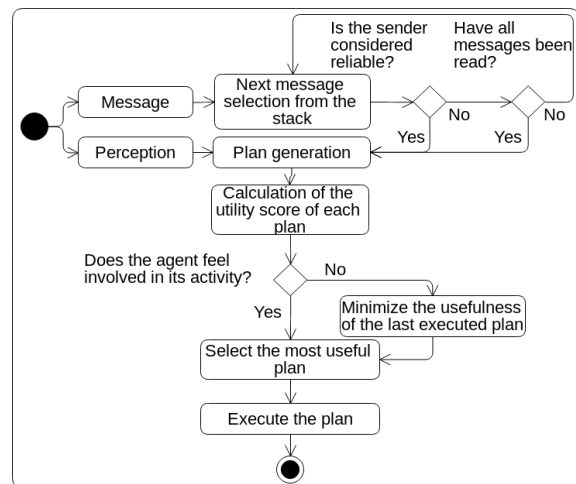 Is the sender
considered
reliable?
Have all
messages been
read?
Message
Next message
selection from the
stack
No
No
Yes
Yes
Perception
Plan generation
Calculation of the
utility score of each
plan
Does the agent feel
involved in its activity?
No
Yes
Minimize the usefulness
of the last executed plan
Select the most useful
plan
Execute the plan